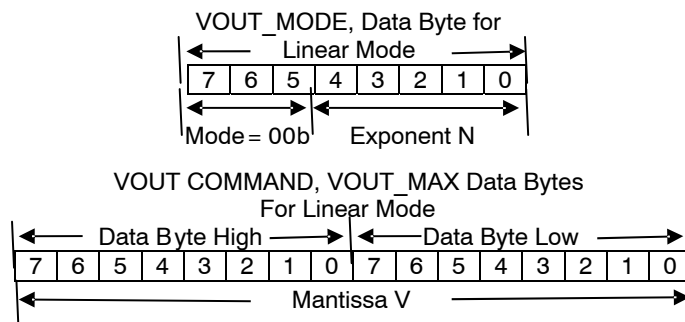 VOUT_MODE, Data Byte for
Linear Mode
7 6 5 4 3 2 1 0
Mode = 00b Exponent N
VOUT COMMAND, VOUT_MAX Data Bytes
For Linear Mode
Data Byte High Data Byte Low
7 6 5 4 3 2 1 0 7 6 5 4 3 2 1 0
Mantissa V